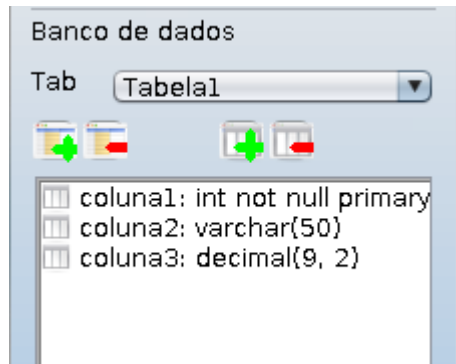 Banco de dados
Tab Tabela1
coluna1: int not null primary
coluna2: varchar(50)
coluna3: decimal(9, 2)